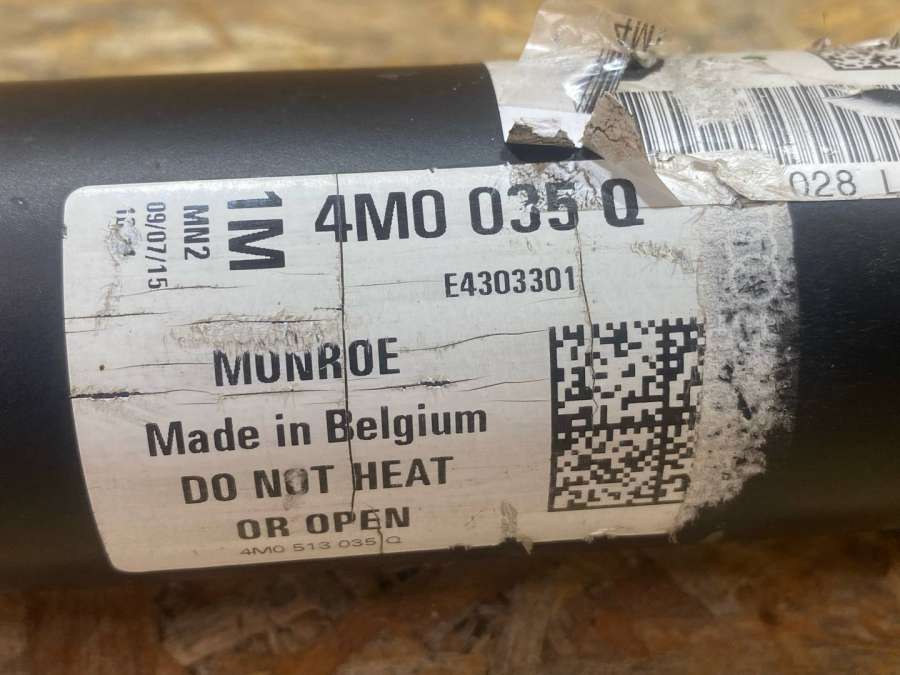 028 L
4M0 035 Q
1M
MN2
09/07/15
E4303301
MONROE
Made in Belgium
DO NOT HEAT
OR OPEN
4M0 513 035 Q